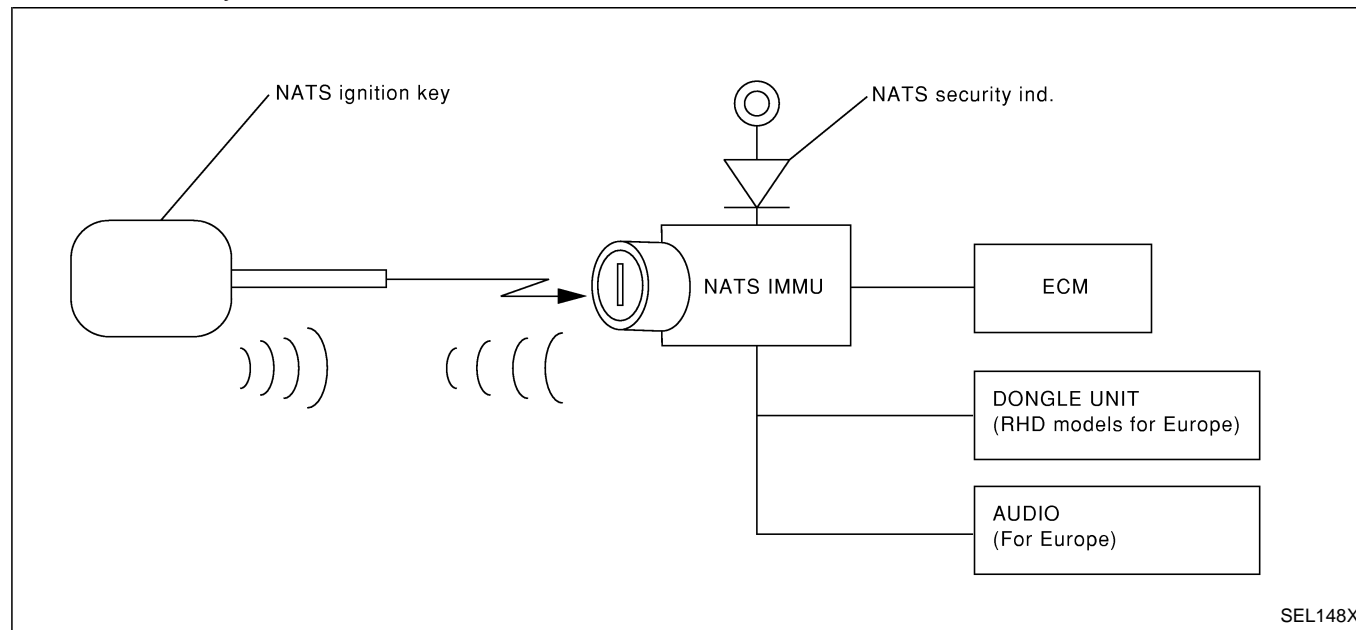 NATS ignition key
NATS security ind.
NATS IMMU
ECM
DONGLE UNIT
(RHD models for Europe)
AUDIO
(For Europe)
SEL148X